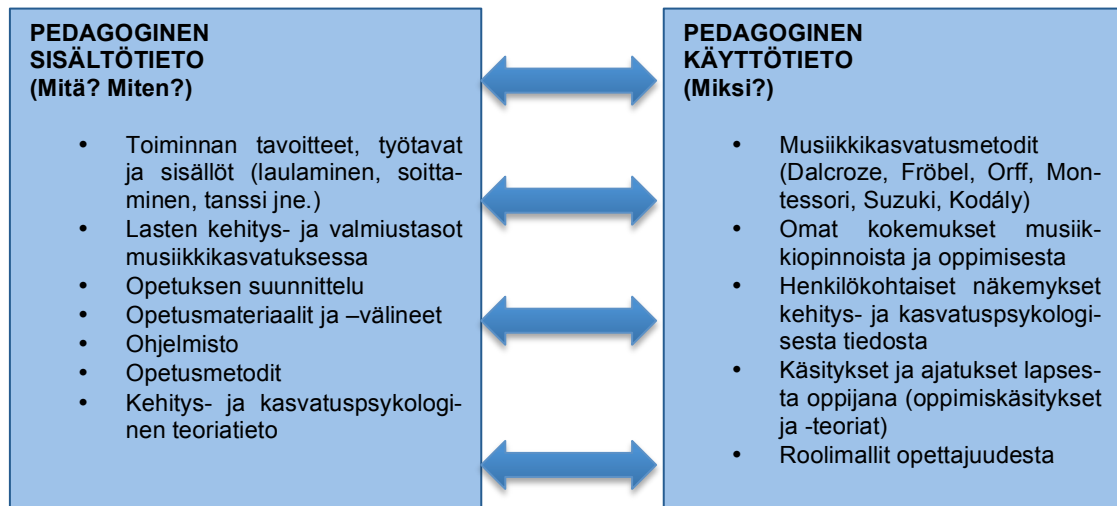 PEDAGOGINEN
SISÄLTÖTIETO
(Mitä? Miten?)
• Toiminnan tavoitteet, työtavat
ja sisällöt (laulaminen, soitta-
minen, tanssi jne.)
• Lasten kehitys- ja valmiustasot
musiikkikasvatuksessa
• Opetuksen suunnittelu
• Opetusmateriaalit ja –välineet
• Ohjelmisto
• Opetusmetodit
• Kehitys- ja kasvatuspsykologi-
nen teoriatieto
PEDAGOGINEN
KÄYTTÖTIETO
(Miksi?)
• Musiikkikasvatusmetodit
(Dalcroze, Fröbel, Orff, Mon-
tessori, Suzuki, Kodály)
• Omat kokemukset musiik-
kiopinnoista ja oppimisesta
• Henkilökohtaiset näkemykset
kehitys- ja kasvatuspsykologi-
sesta tiedosta
• Käsitykset ja ajatukset lapses-
ta oppijana (oppimiskäsitykset
ja -teoriat)
• Roolimallit opettajuudesta